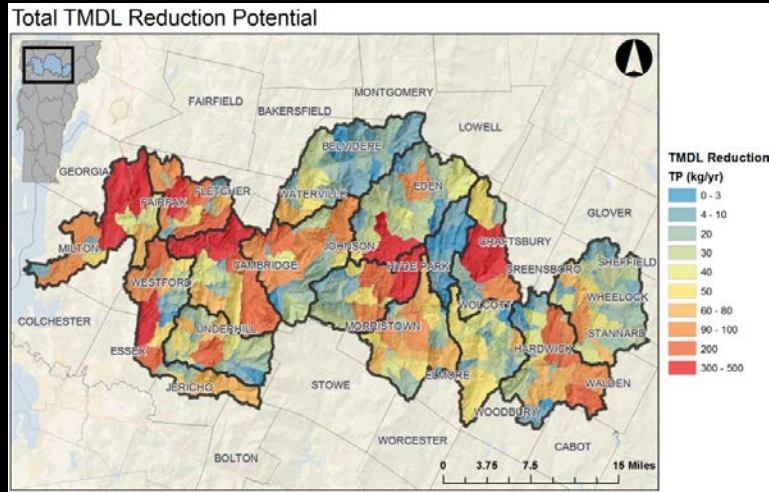 Total TMDL Reduction Potential
MONTGOMERY
FAIRFIELD
BAKERSFIELD
LOWELL
BELVIDERE
GEORGIA
EDEN
FLETCHER
WATERVILLE
FAIRFAX
GLOVER
MILTON
JOHNSON
CRAFTSBURY
SHEFFIELD
HYDE PARK
GREENSBORO
CAMBRIDGE
WESTFORD
WHEELOCK
WOLCOTT
COLCHESTER
MORRISTOWN
UNDERHILL
STANNARD
HARDWICK
ESSEX
ELMORE
WALDEN
JERICHO
STOWE
WOODBURY
WORCESTER
CABOT
BOLTON
0 3.75 7.5 15 Miles
TMDL Reduction
TP (kg/yr)
0 - 3
4 - 10
20
30
40
50
60 - 80
90 - 100
200
300 - 500